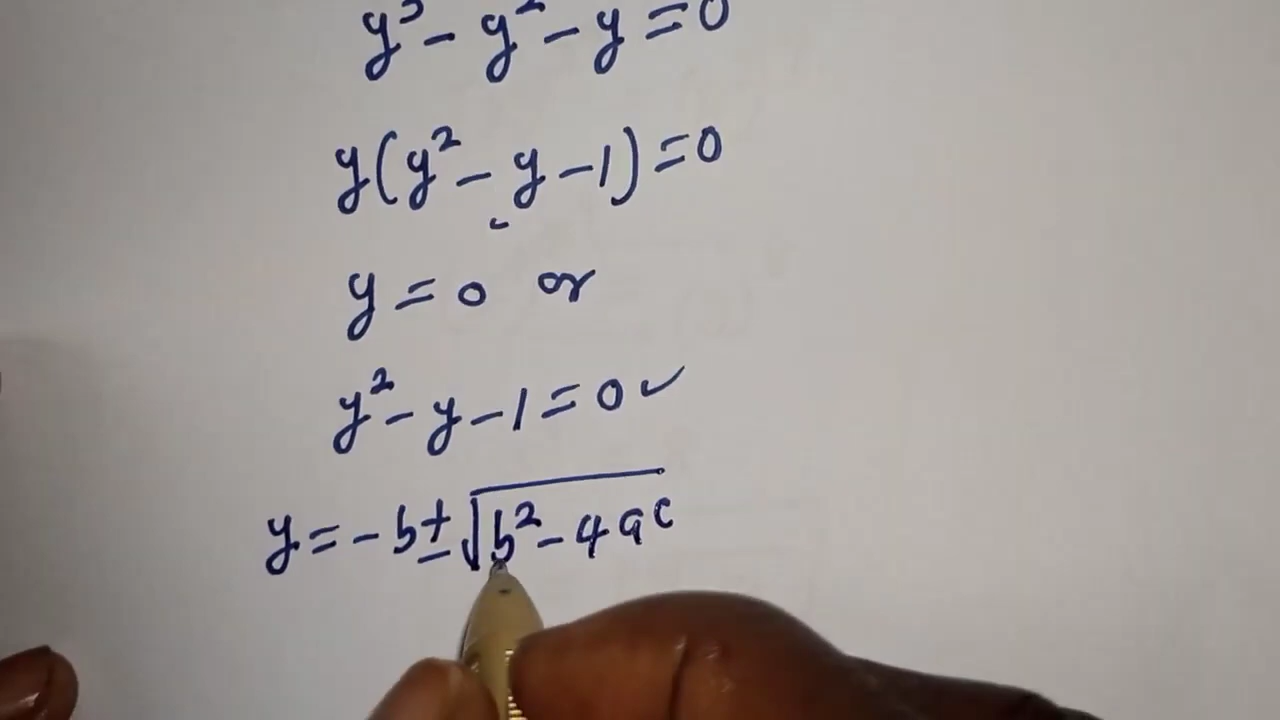 y³ - y² - y = 0
y(y² - y - 1) = 0
y = 0 or
y² - y - 1 = 0 ✓
y = -b ± √b² - 4ac